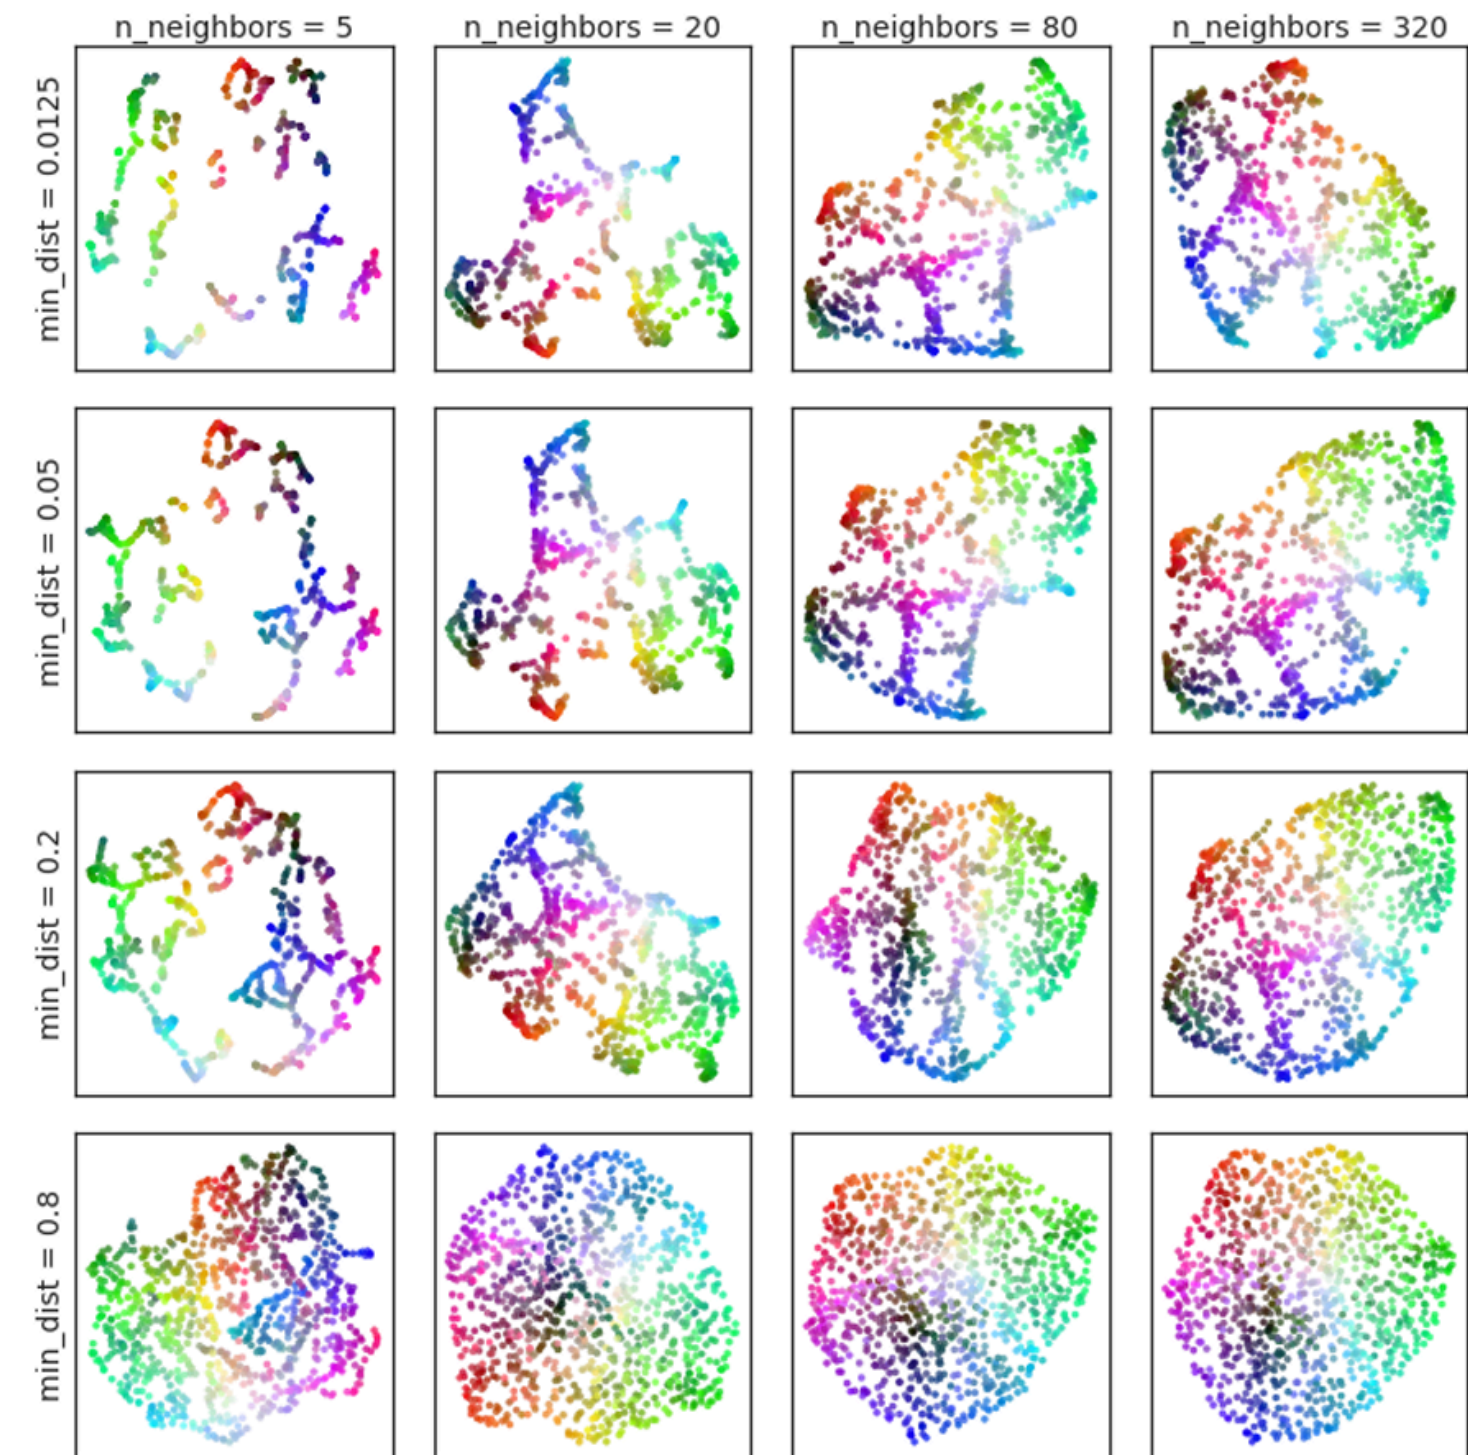 n_neighbors = 5
n_neighbors = 20
n_neighbors = 80
n_neighbors = 320
min_dist = 0.0125
min_dist = 0.05
min_dist = 0.2
min_dist = 0.8